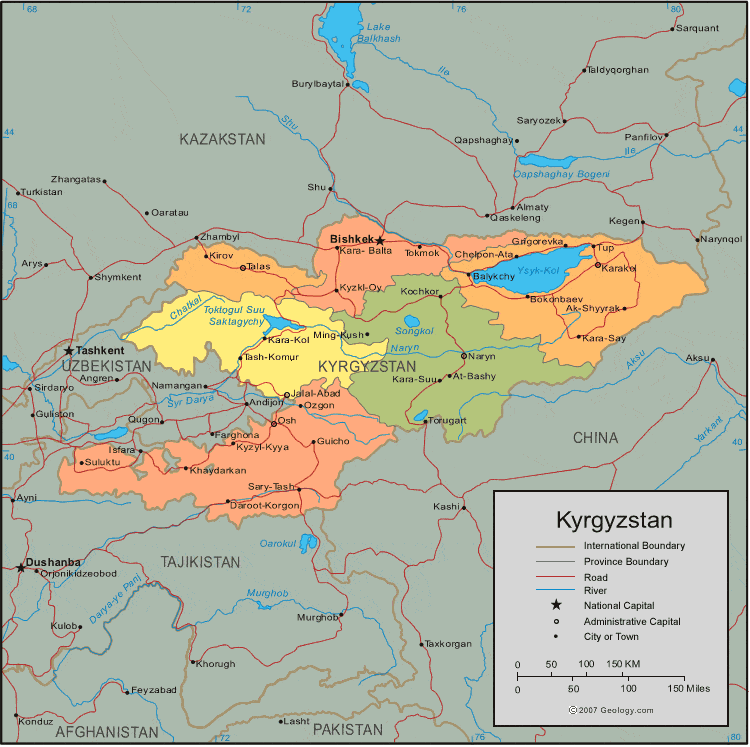 68
72
76
80
Lake
Balkhash
Sarquant
Ile
Taldyqorghan
Burylbaytal
Shu
Saryozek
44
44
KAZAKSTAN
Qapshaghay
Panfilov
Ile
Qapshaghay Bogeni
Zhangatas
Turkistan
Shu
68
Oaratau
Almaty
Qaskeleng
Kegen
Zhambyl
Bishkek
Narynqol
Girgorevka
Tup
Kara- Balta
Tokmok
Chelpon-Ata
Kirov
Arys
Talas
Karakol
Ysyk-Kol
Shymkent
Balykchy
Kyzkl-Oy
Kochkor
Bokonbaev
Chatkal
Toktogul Suu
Saktagychy
Ak-Shyyrak
Songkol
Ming-Kush
Kara-Kol
Kara-Say
Naryn
Tashkent
Tash-Komur
Naryn
Aksu
Aksu
UZBEKISTAN
KYRGYZSTAN
Angren
Kara-Suu
At-Bashy
Sirdaryo
Namangan
Jalal-Abad
Syr Darya
Andijon
Ozgon
Guliston
Qugon
Osh
Torugart
Yarkant
Farghona
CHINA
Guicho
Isfara
Kyzyl-Kyya
40
40
Suluktu
Khaydarkan
Sary-Tash
Ayni
Daroot-Korgon
Kashi
Oarokul
Dushanba
TAJIKISTAN
Orjonikidzeobod
Darya-ye Panj
Murghob
Kulob
Murghob
Taxkorgan
Khorugh
Feyzabad
Konduz
Lasht
AFGHANISTAN
PAKISTAN
72
76
80
Kyrgyzstan
International Boundary
Province Boundary
Road
River
National Capital
Administrative Capital
City or Town
0 50 100 150 KM
0 50 100 150 Miles
© 2007 Geology.com